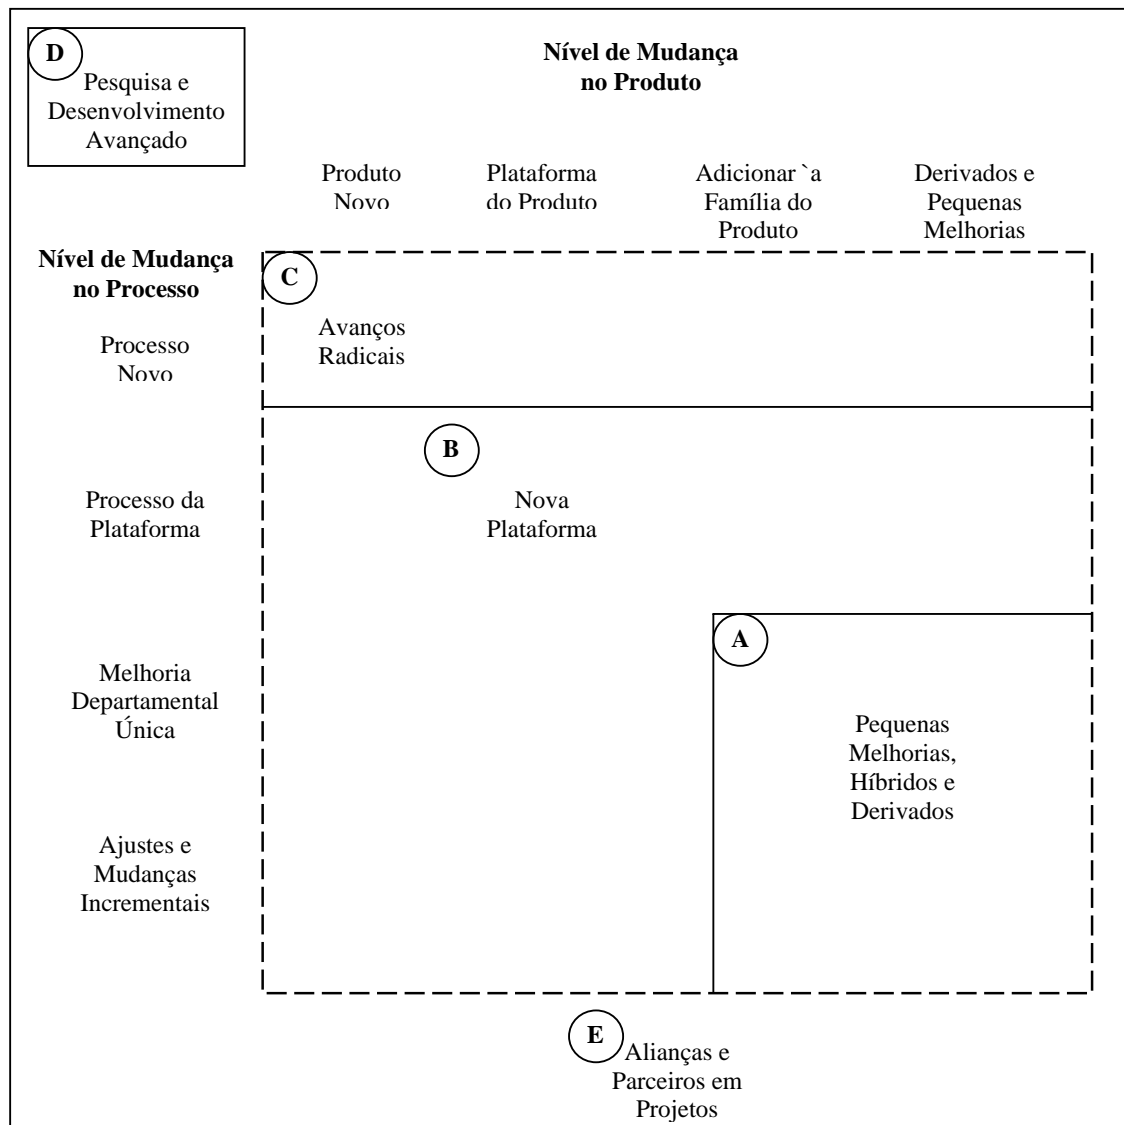 D
Pesquisa e
Desenvolvimento
Avançado
Nível de Mudança
no Produto
Produto
Novo
Plataforma
do Produto
Adicionar `a
Família do
Produto
Derivados e
Pequenas
Melhorias
Nível de Mudança
no Processo
C
Avanços
Radicais
Processo
Novo
B
Processo da
Plataforma
Nova
Plataforma
A
Melhoria
Departamental
Única
Pequenas
Melhorias,
Híbridos e
Derivados
Ajustes e
Mudanças
Incrementais
E
Alianças e
Parceiros em
Projetos